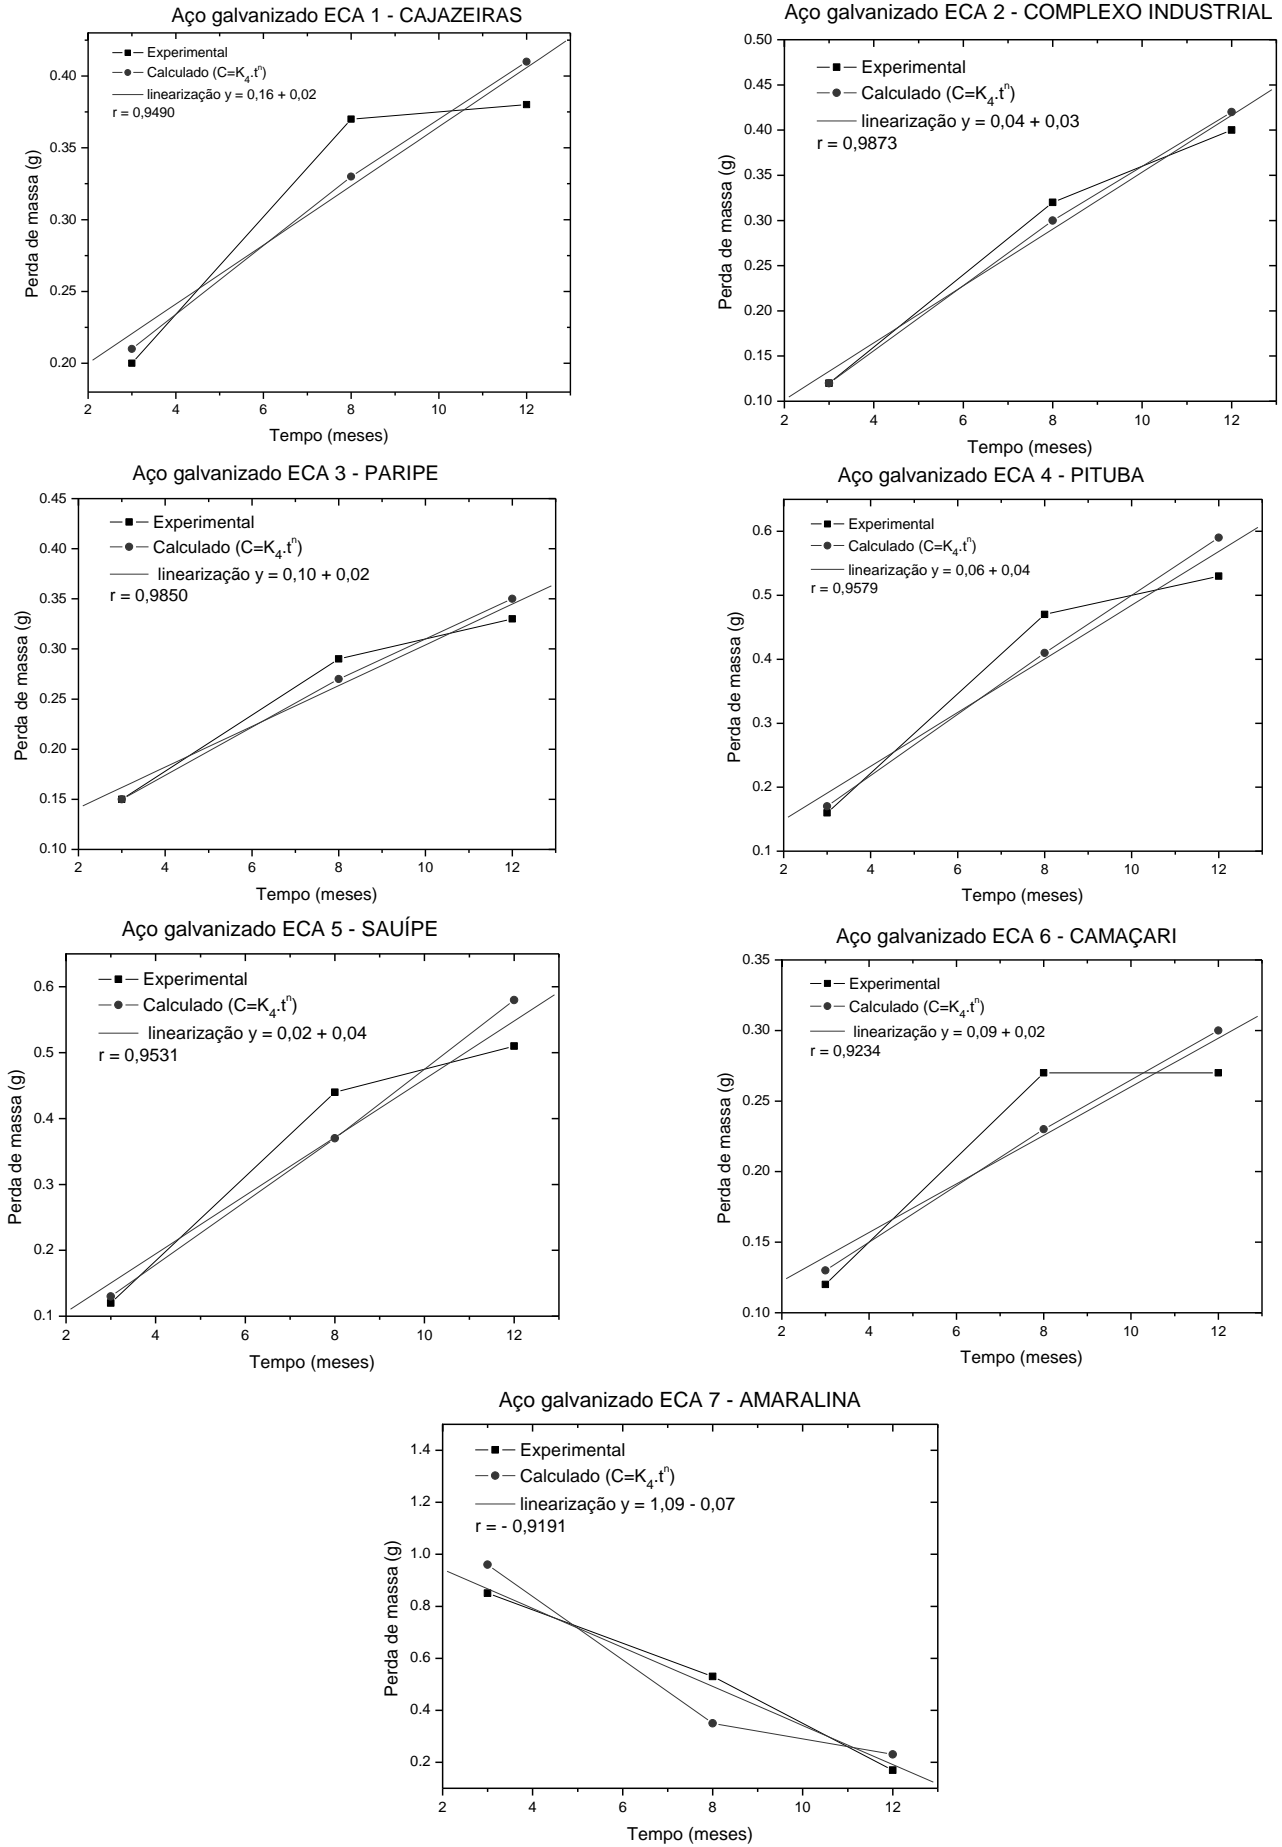 Aço galvanizado ECA 1 - CAJAZEIRAS
Experimental
Calculado (C=K4.tn)
linearização y = 0,16 + 0,02
r = 0,9490
0.40
0.35
0.30
0.25
0.20
Perda de massa (g)
2 4 6 8 10 12
Tempo (meses)
Aço galvanizado ECA 2 - COMPLEXO INDUSTRIAL
0.50
Experimental
0.45
Calculado (C=K4.tn)
linearização y = 0,04 + 0,03
r = 0,9873
0.40
0.35
0.30
0.25
0.20
0.15
0.10
Perda de massa (g)
2 4 6 8 10 12
Tempo (meses)
Aço galvanizado ECA 3 - PARIPE
0.45
Experimental
Calculado (C=K4.tn)
0.40
linearização y = 0,10 + 0,02
r = 0,9850
0.35
0.30
0.25
0.20
0.15
0.10
Perda de massa (g)
2 4 6 8 10 12
Tempo (meses)
Aço galvanizado ECA 4 - PITUBA
Experimental
0.6
Calculado (C=K4.tn)
linearização y = 0,06 + 0,04
r = 0,9579
0.5
0.4
0.3
0.2
0.1
Perda de massa (g)
2 4 6 8 10 12
Tempo (meses)
Aço galvanizado ECA 5 - SAUÍPE
Experimental
0.6
Calculado (C=K4.tn)
linearização y = 0,02 + 0,04
r = 0,9531
0.5
0.4
0.3
0.2
0.1
Perda de massa (g)
2 4 6 8 10 12
Tempo (meses)
Aço galvanizado ECA 6 - CAMAÇARI
0.35
Experimental
Calculado (C=K4.tn)
linearização y = 0,09 + 0,02
r = 0,9234
0.30
0.25
0.20
0.15
0.10
Perda de massa (g)
2 4 6 8 10 12
Tempo (meses)
Aço galvanizado ECA 7 - AMARALINA
1.4
Experimental
Calculado (C=K4.tn)
linearização y = 1,09 - 0,07
1.2
r = - 0,9191
1.0
0.8
0.6
0.4
0.2
Perda de massa (g)
2 4 6 8 10 12
Tempo (meses)